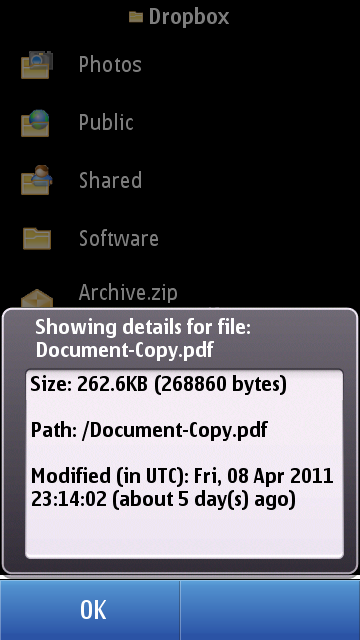 Dropbox
Photos
Public
Shared
Software
Archive.zip
Showing details for file:
Document-Copy.pdf
Size: 262.6KB (268860 bytes)
Path: /Document-Copy.pdf
Modified (in UTC): Fri, 08 Apr 2011
23:14:02 (about 5 day(s) ago)
OK